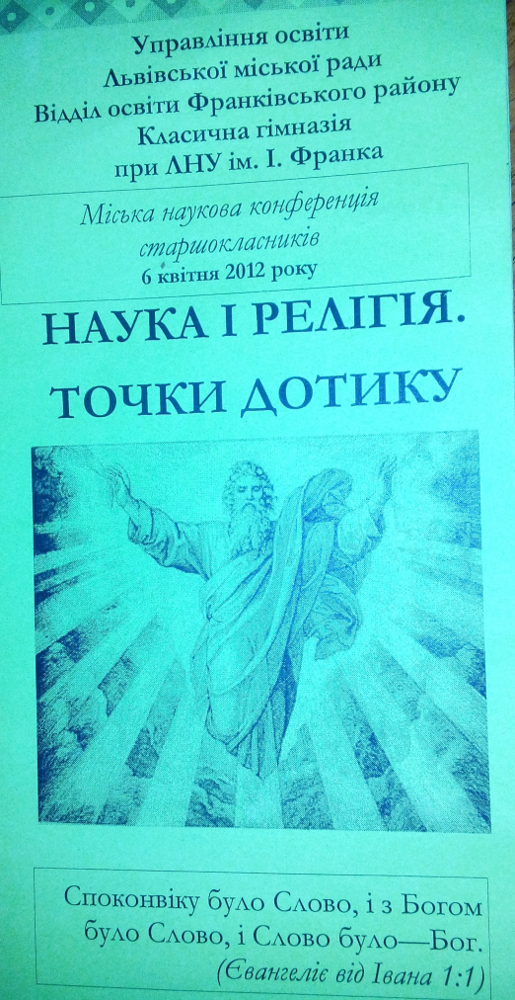 Управління освіти
Львівської міської ради
Відділ освіти Франківського району
Класична гімназія
при ЛНУ ім. І. Франка
Міська наукова конференція
старшокласників
6 квітня 2012 року
НАУКА І РЕЛІГІЯ.
ТОЧКИ ДОТИКУ
Споконвіку було Слово, і з Богом
було Слово, і Слово було—Бог.
(Євангеліє від Івана 1:1)